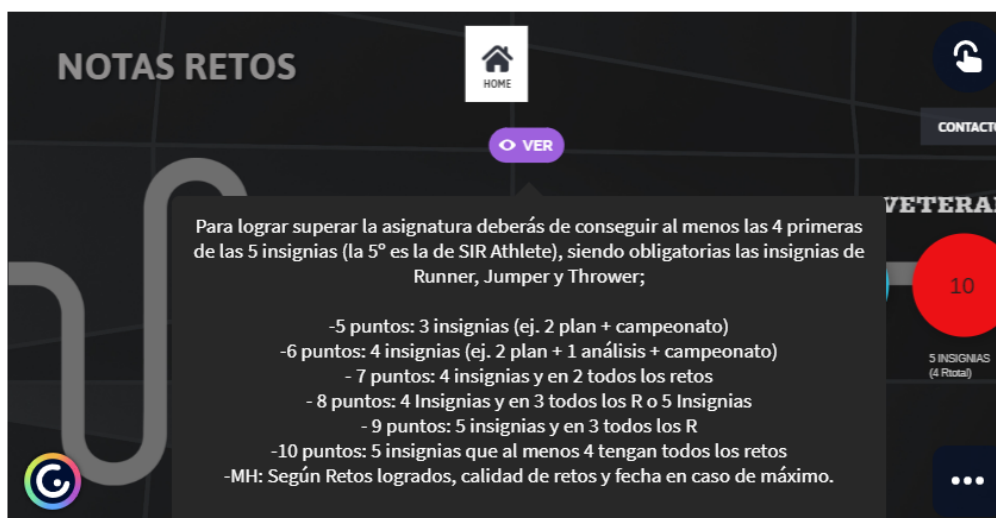 NOTAS RETOS
HOME
VER
CONTACTO
Para lograr superar la asignatura deberás de conseguir al menos las 4 primeras
de las 5 insignias (la 5º es la de SIR Athlete), siendo obligatorias las insignias de
Runner, Jumper y Thrower;
-5 puntos: 3 insignias (ej. 2 plan + campeonato)
-6 puntos: 4 insignias (ej. 2 plan + 1 análisis + campeonato)
- 7 puntos: 4 insignias y en 2 todos los retos
- 8 puntos: 4 Insignias y en 3 todos los R o 5 Insignias
- 9 puntos: 5 insignias y en 3 todos los R
-10 puntos: 5 insignias que al menos 4 tengan todos los retos
-MH: Según Retos logrados, calidad de retos y fecha en caso de máximo.
10
5 INSIGNIAS
(4 Rtotal)